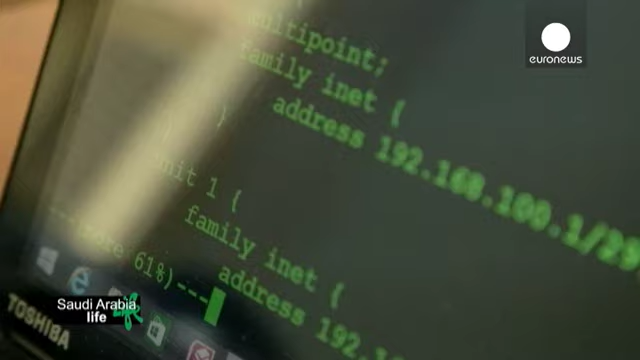 multipoint;
family inet {
address 192.168.100.1/29
}
unit 1 {
family inet {
address 192.
61%)---
TOSHIBA
euronews
Saudi Arabia
life